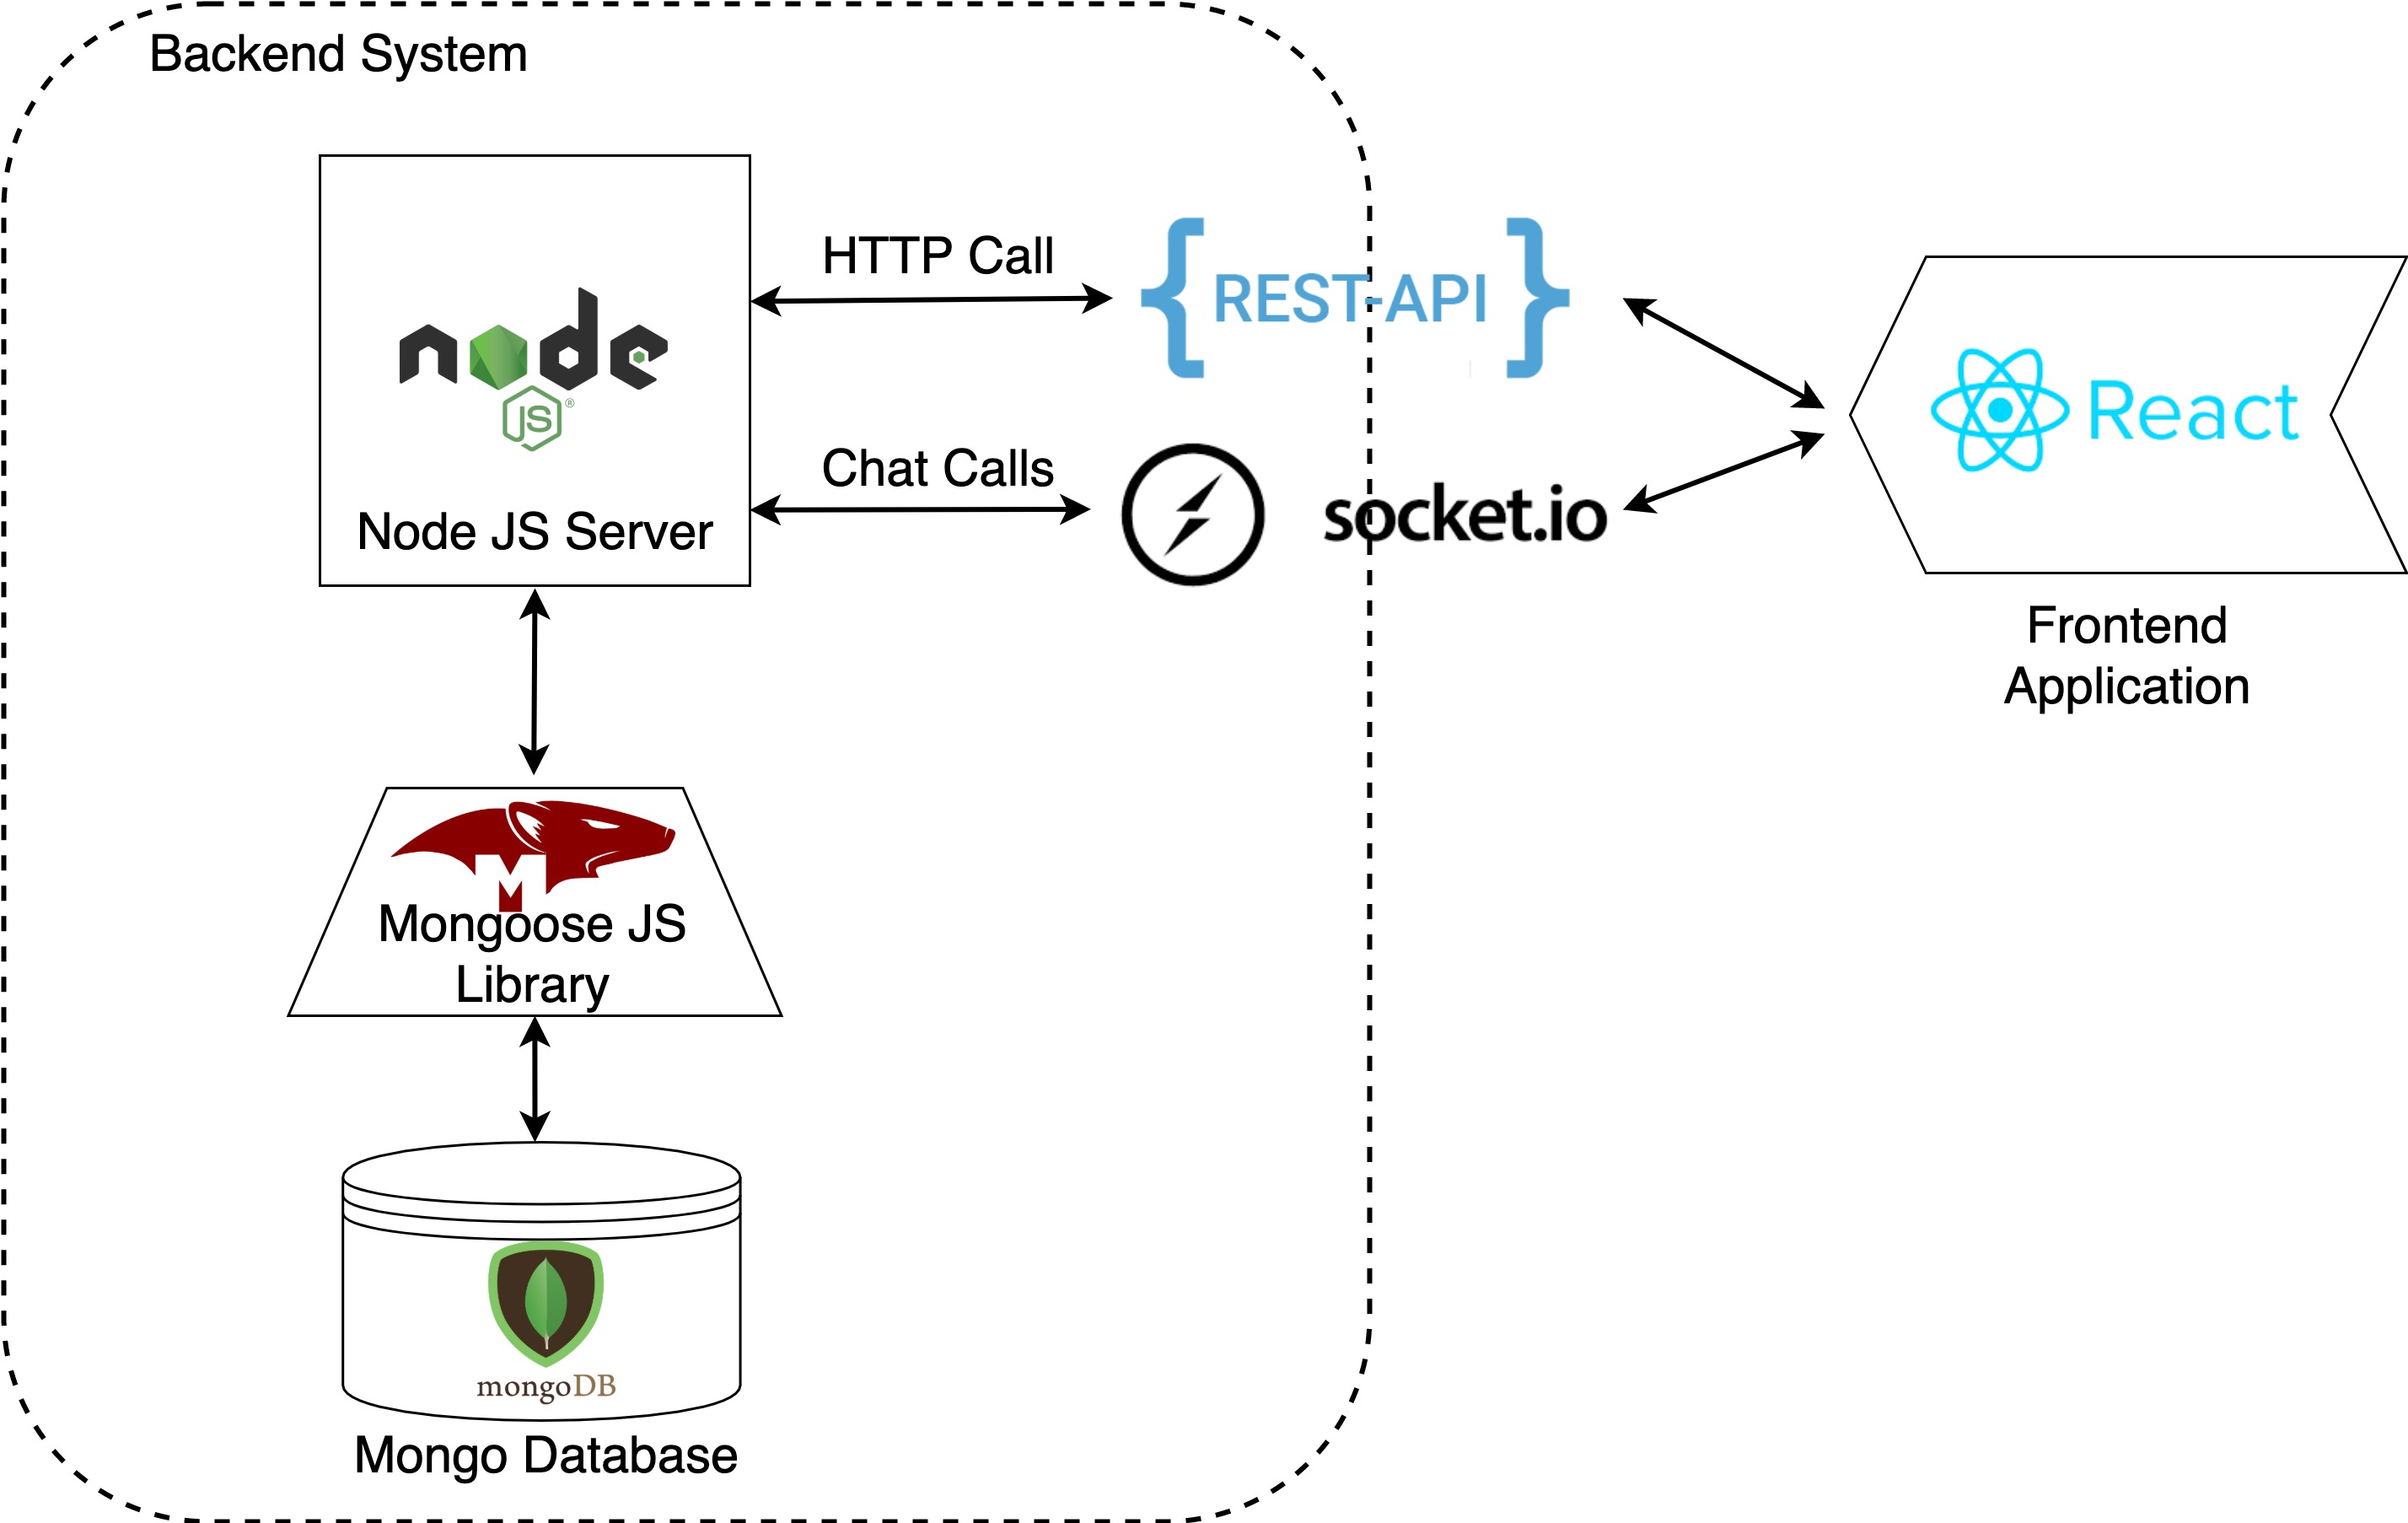 Backend System
HTTP Call
{ REST-API }
node
JS®
Chat Calls
Node JS Server
socket.io
React
Frontend
Application
M
Mongoose JS
Library
mongoDB
Mongo Database